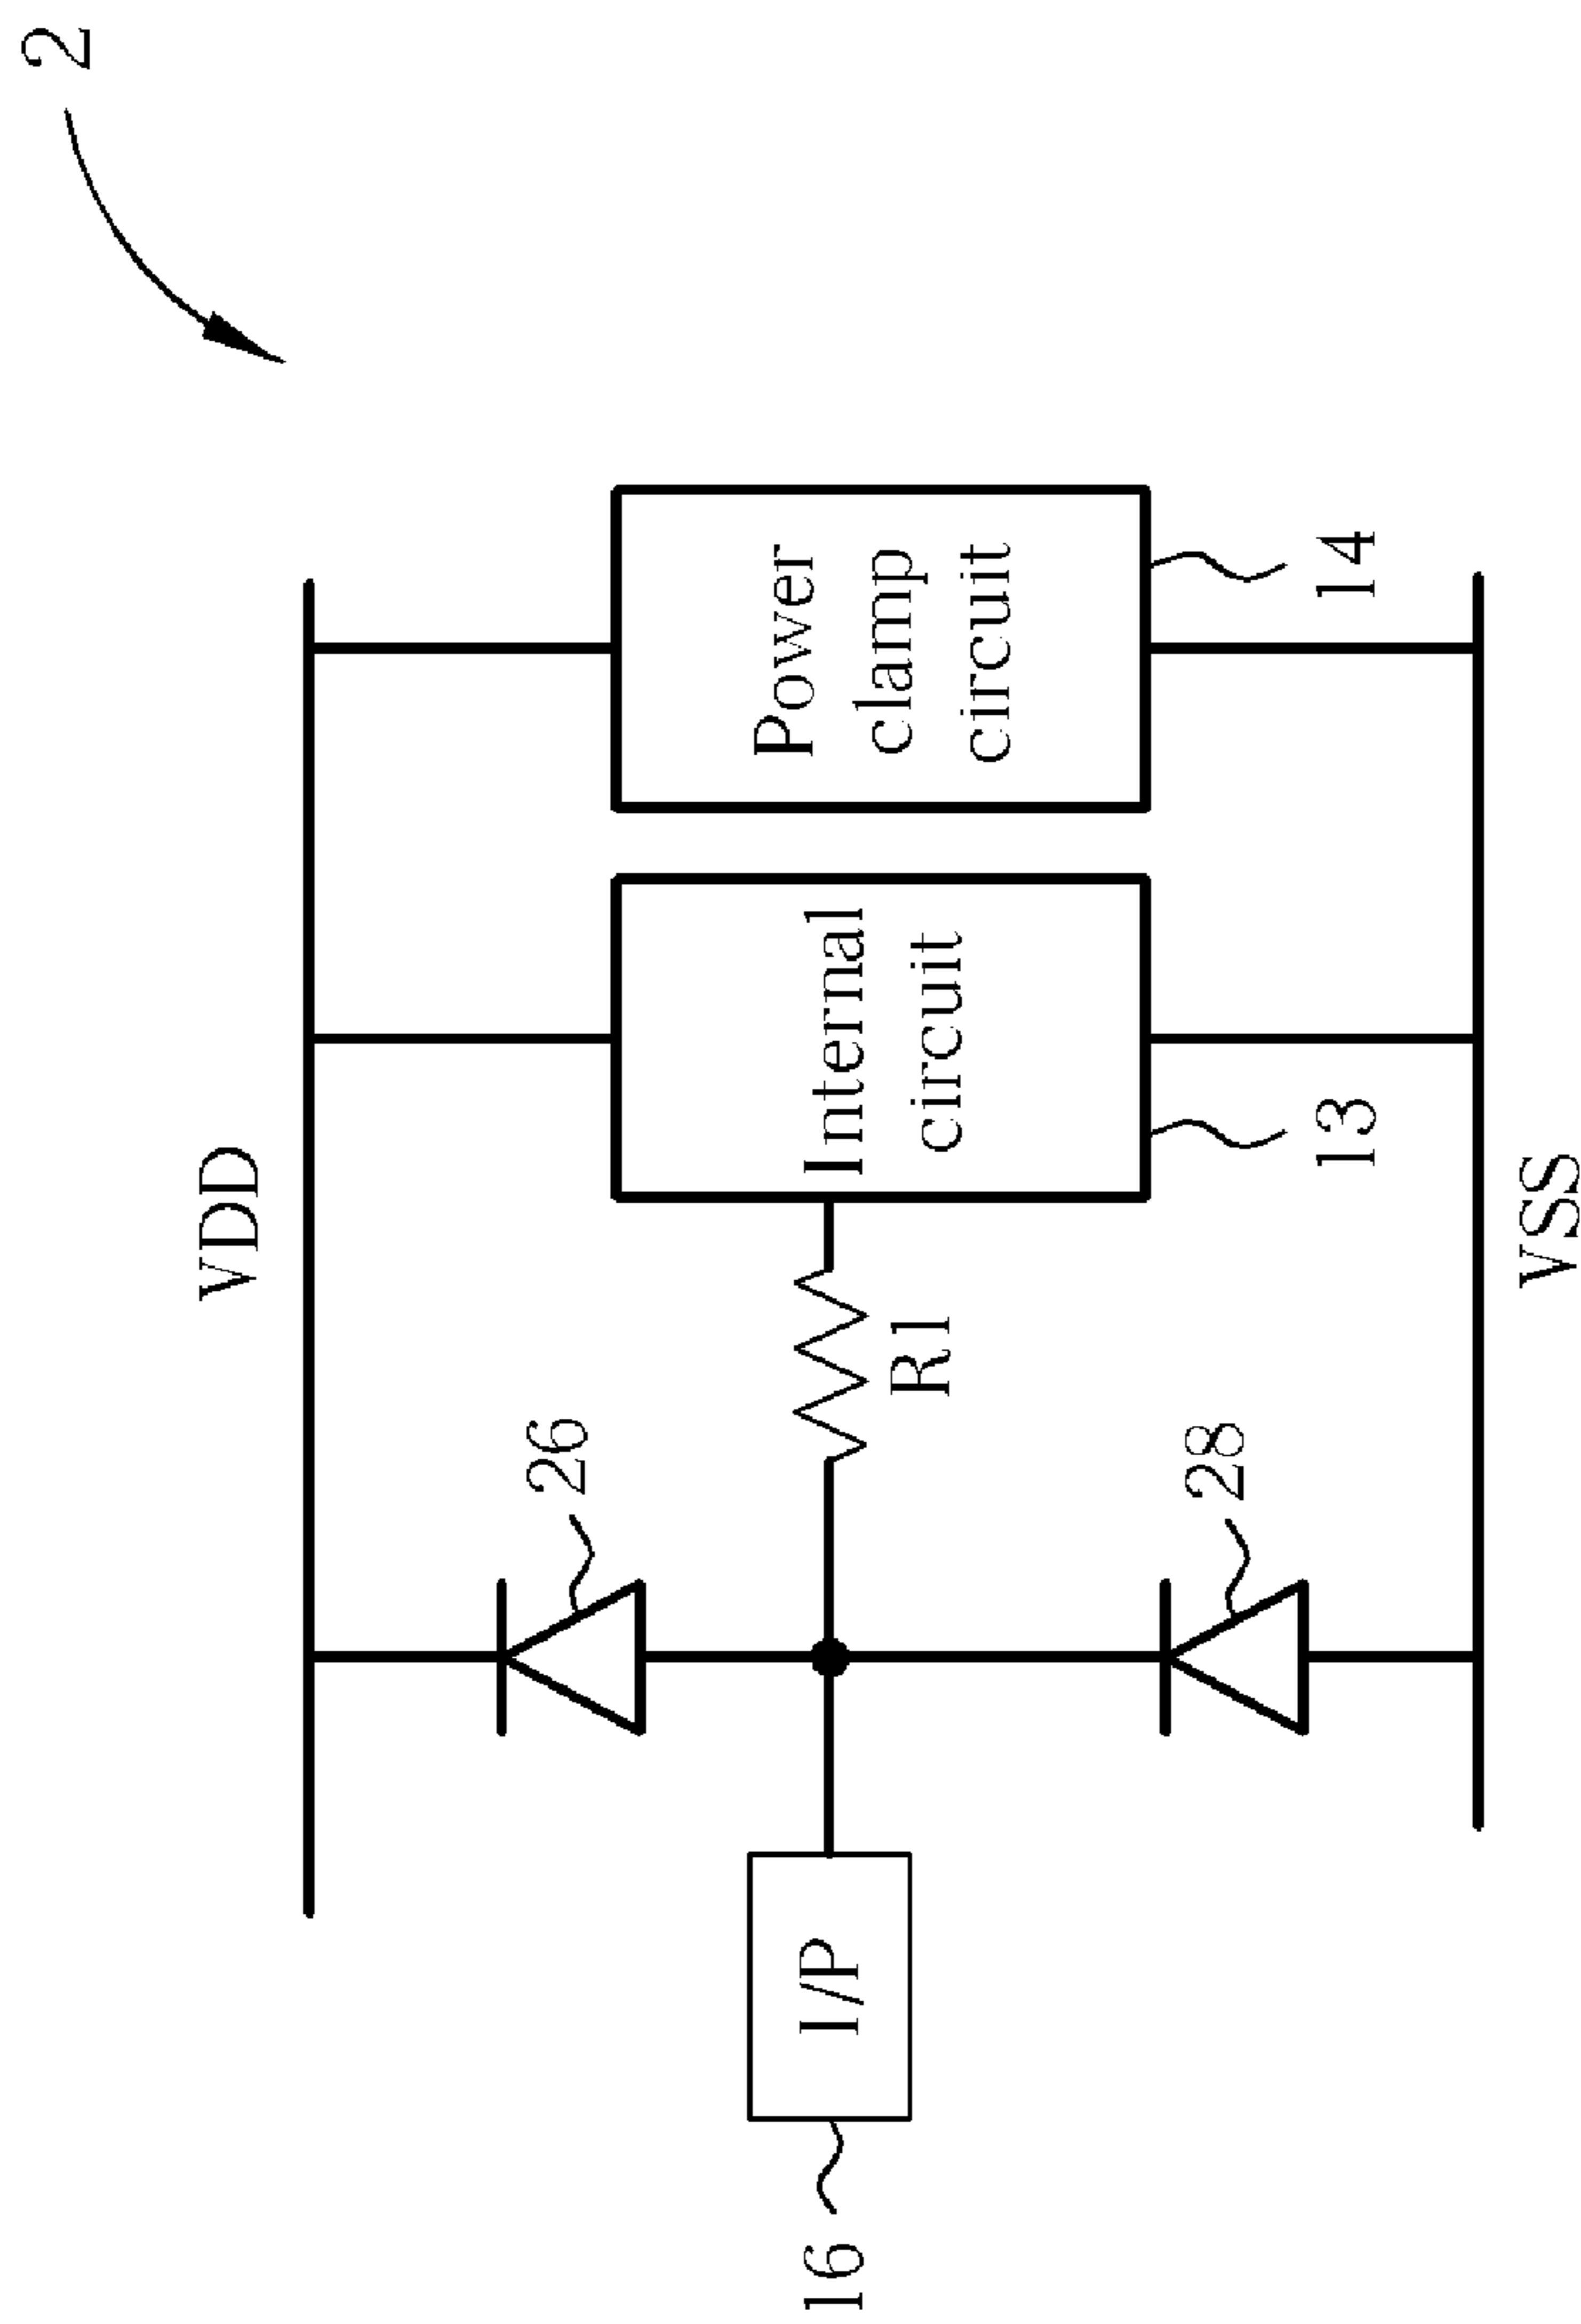 2
VDD
26
28
R1
I/P
16
Internal
circuit
13
Power
clamp
circuit
14
VSS